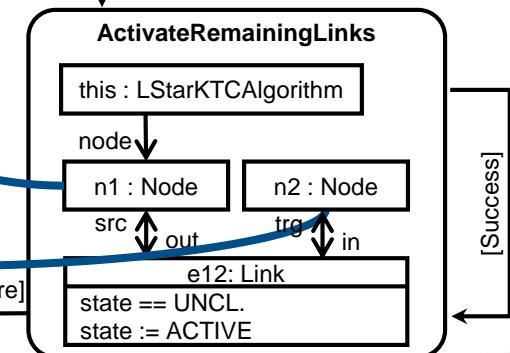 ActivateRemainingLinks
this : LStarKTCAlgorithm
node
n1 : Node
n2 : Node
src
out
trg
in
e12: Link
state == UNCL.
state := ACTIVE
re]
[Success]